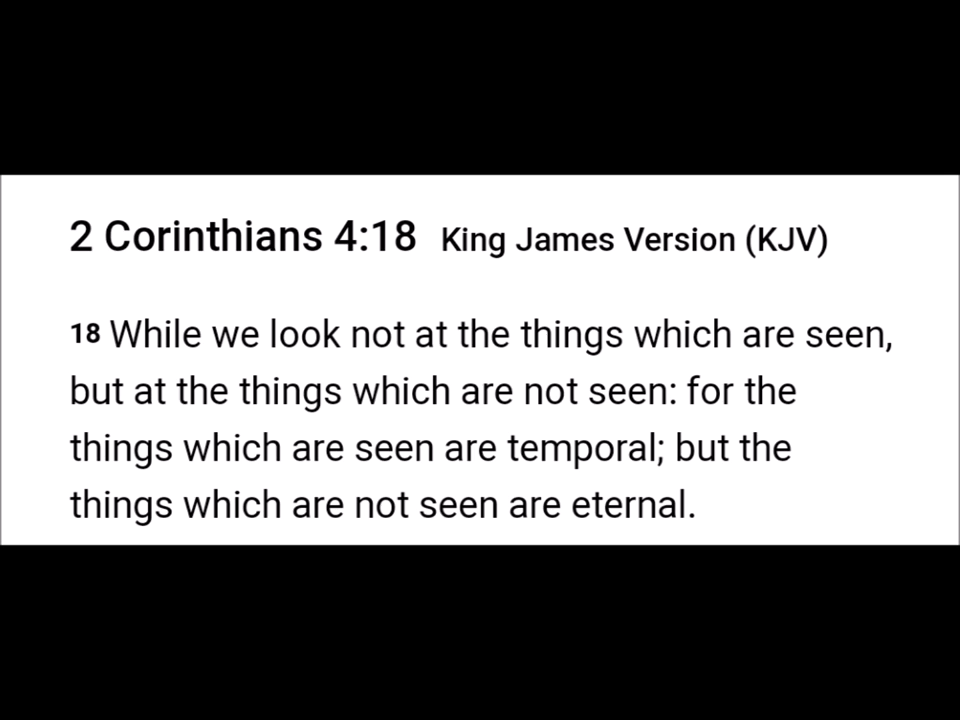 2 Corinthians 4:18 King James Version (KJV)
18 While we look not at the things which are seen,
but at the things which are not seen: for the
things which are seen are temporal; but the
things which are not seen are eternal.